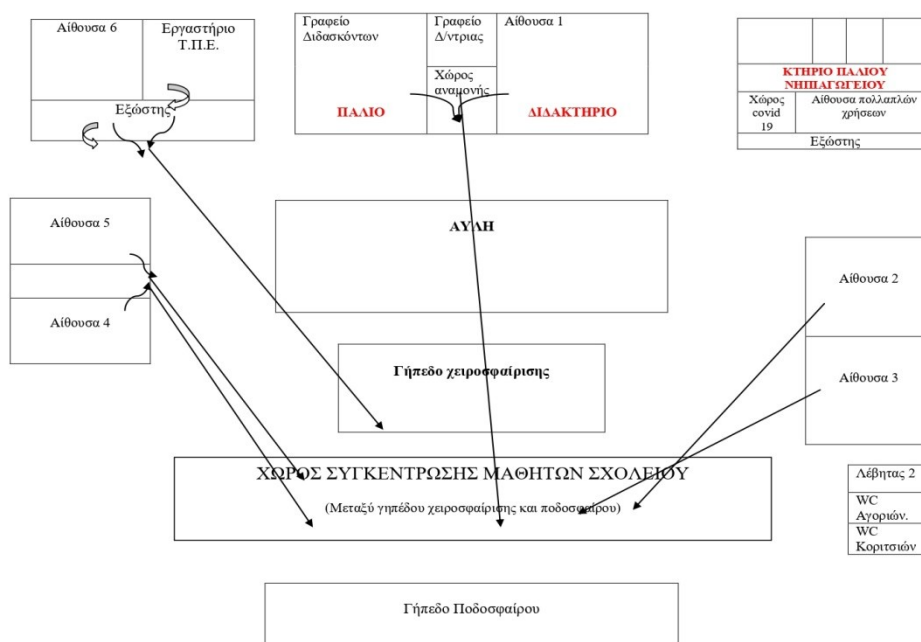 Αίθουσα 6
Εργαστήριο
Τ.Π.Ε.
Εξώστης
Γραφείο
Διδασκόντων
ΠΑΛΙΟ
Γραφείο
Δ/ντριας
Χώρος
αναμονής
Αίθουσα 1
ΔΙΔΑΚΤΗΡΙΟ
ΚΤΗΡΙΟ ΠΑΛΙΟΥ
ΝΗΠΙΑΓΩΓΕΙΟΥ
Χώρος
covid
19
Αίθουσα πολλαπλών
χρήσεων
Εξώστης
Αίθουσα 5
Αίθουσα 4
ΑΥΛΗ
Αίθουσα 2
Αίθουσα 3
Γήπεδο χειροσφαίρισης
ΧΩΡΟΣ ΣΥΓΚΕΝΤΡΩΣΗΣ ΜΑΘΗΤΩΝ ΣΧΟΛΕΙΟΥ
(Μεταξύ γηπέδου χειροσφαίρισης και ποδοσφαίρου)
Λέβητας 2
WC
Αγοριών.
WC
Κοριτσιών
Γήπεδο Ποδοσφαίρου